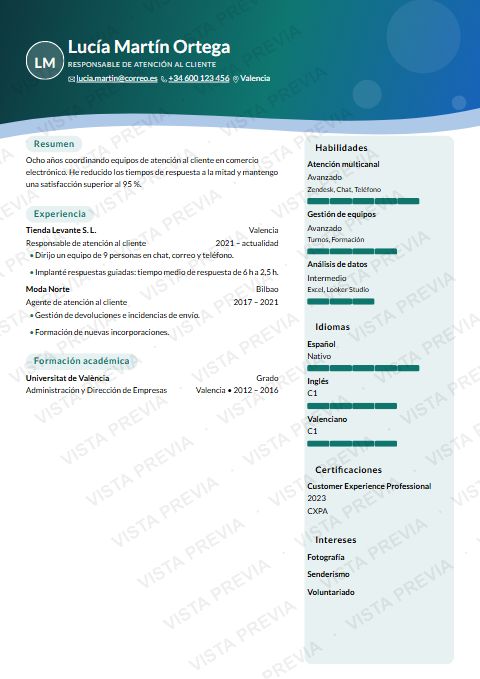 LM
Lucía Martín Ortega
RESPONSABLE DE ATENCIÓN AL CLIENTE
lucia.martin@correo.es +34 600 123 456 Valencia
Resumen
Ocho años coordinando equipos de atención al cliente en comercio
electrónico. He reducido los tiempos de respuesta a la mitad y mantengo
una satisfacción superior al 95 %.
Experiencia
Tienda Levante S. L. Valencia
Responsable de atención al cliente 2021 – actualidad
• Dirijo un equipo de 9 personas en chat, correo y teléfono.
• Implanté respuestas guiadas: tiempo medio de respuesta de 6 h a 2,5 h.
Moda Norte Bilbao
Agente de atención al cliente 2017 – 2021
• Gestión de devoluciones e incidencias de envío.
• Formación de nuevas incorporaciones.
Formación académica
Universitat de València Grado
Administración y Dirección de Empresas Valencia • 2012 – 2016
Habilidades
Atención multicanal
Avanzado
Zendesk, Chat, Teléfono
Gestión de equipos
Avanzado
Turnos, Formación
Análisis de datos
Intermedio
Excel, Looker Studio
Idiomas
Español
Nativo
Inglés
C1
Valenciano
C1
Certificaciones
Customer Experience Professional
2023
CXPA
Intereses
Fotografía
Senderismo
Voluntariado
VISTA PREVIA